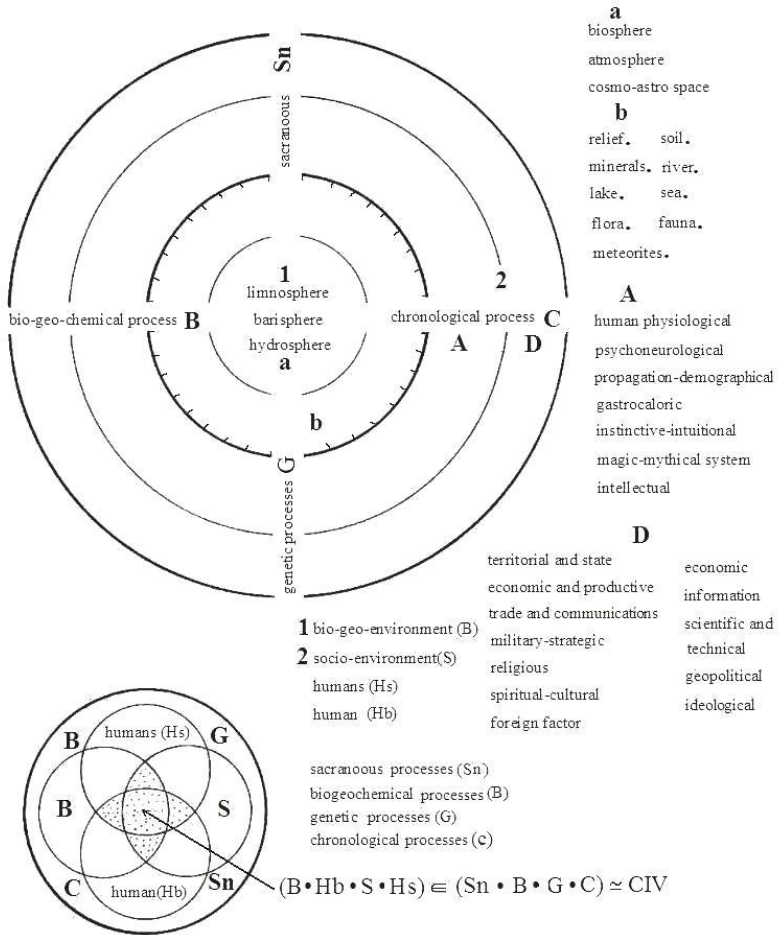 Sn
sacranoous
1
limnosphere
barisphere
hydrosphere
a
b
2
bio-geo-chemical process B
chronological process C
A D
G
genetic processes
a
biosphere
atmosphere
cosmo-astro space
b
relief. soil.
minerals. river.
lake. sea.
flora. fauna.
meteorites.
A
human physiological
psychoneurological
propagation-demographical
gastrocaloric
instinctive-intuitional
magic-mythical system
intellectual
D
territorial and state
economic and productive
trade and communications
military-strategic
religious
spiritual-cultural
foreign factor
economic
information
scientific and
technical
geopolitical
ideological
1 bio-geo-environment (B)
2 socio-environment(S)
humans (Hs)
human (Hb)
sacranoous processes (Sn)
biogeochemical processes (B)
genetic processes (G)
chronological processes (c)
B
humans (Hs)
G
B
S
C
human(Hb)
Sn
(B•Hb•S•Hs) ⋐ (Sn • B • G • C) ≃ CIV